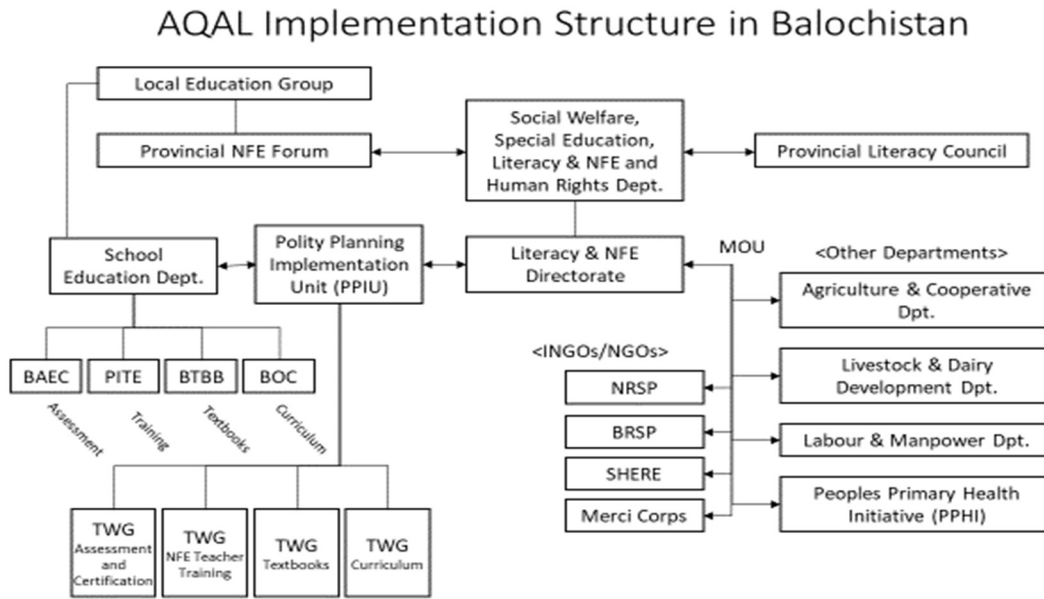 AQAL Implementation Structure in Balochistan
Local Education Group
Provincial NFE Forum
Social Welfare,
Special Education,
Literacy & NFE and
Human Rights Dept.
Provincial Literacy Council
School
Education Dept.
Polity Planning
Implementation
Unit (PPIU)
Literacy & NFE
Directorate
MOU
<Other Departments>
Agriculture & Cooperative
Dpt.
Livestock & Dairy
Development Dpt.
Labour & Manpower Dpt.
Peoples Primary Health
Initiative (PPHI)
<INGOs/NGOs>
NRSP
BRSP
SHERE
Merci Corps
BAEC
PITE
BTBB
BOC
Assessment
Training
Textbooks
Curriculum
TWG
Assessment
and
Certification
TWG
NFE Teacher
Training
TWG
Textbooks
TWG
Curriculum